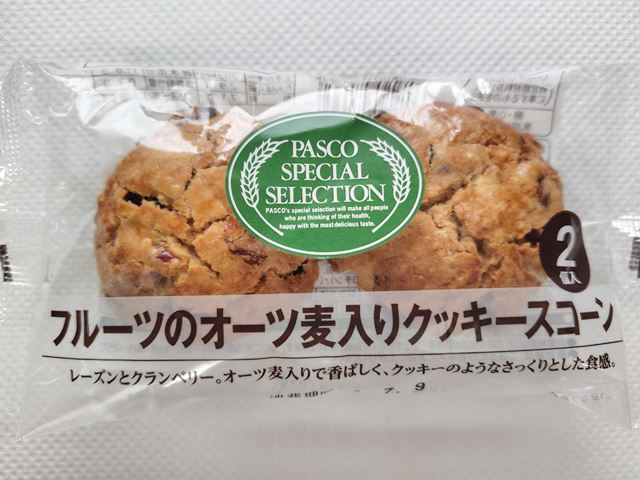 PASCO
SPECIAL
SELECTION
PASCO's special selection will make all people
who are thinking of their health,
happy with the most delicious taste.
2
個入
フルーツのオーツ麦入りクッキースコーン
レーズンとクランベリー。オーツ麦入りで香ばしく、クッキーのようなさっくりとした食感。